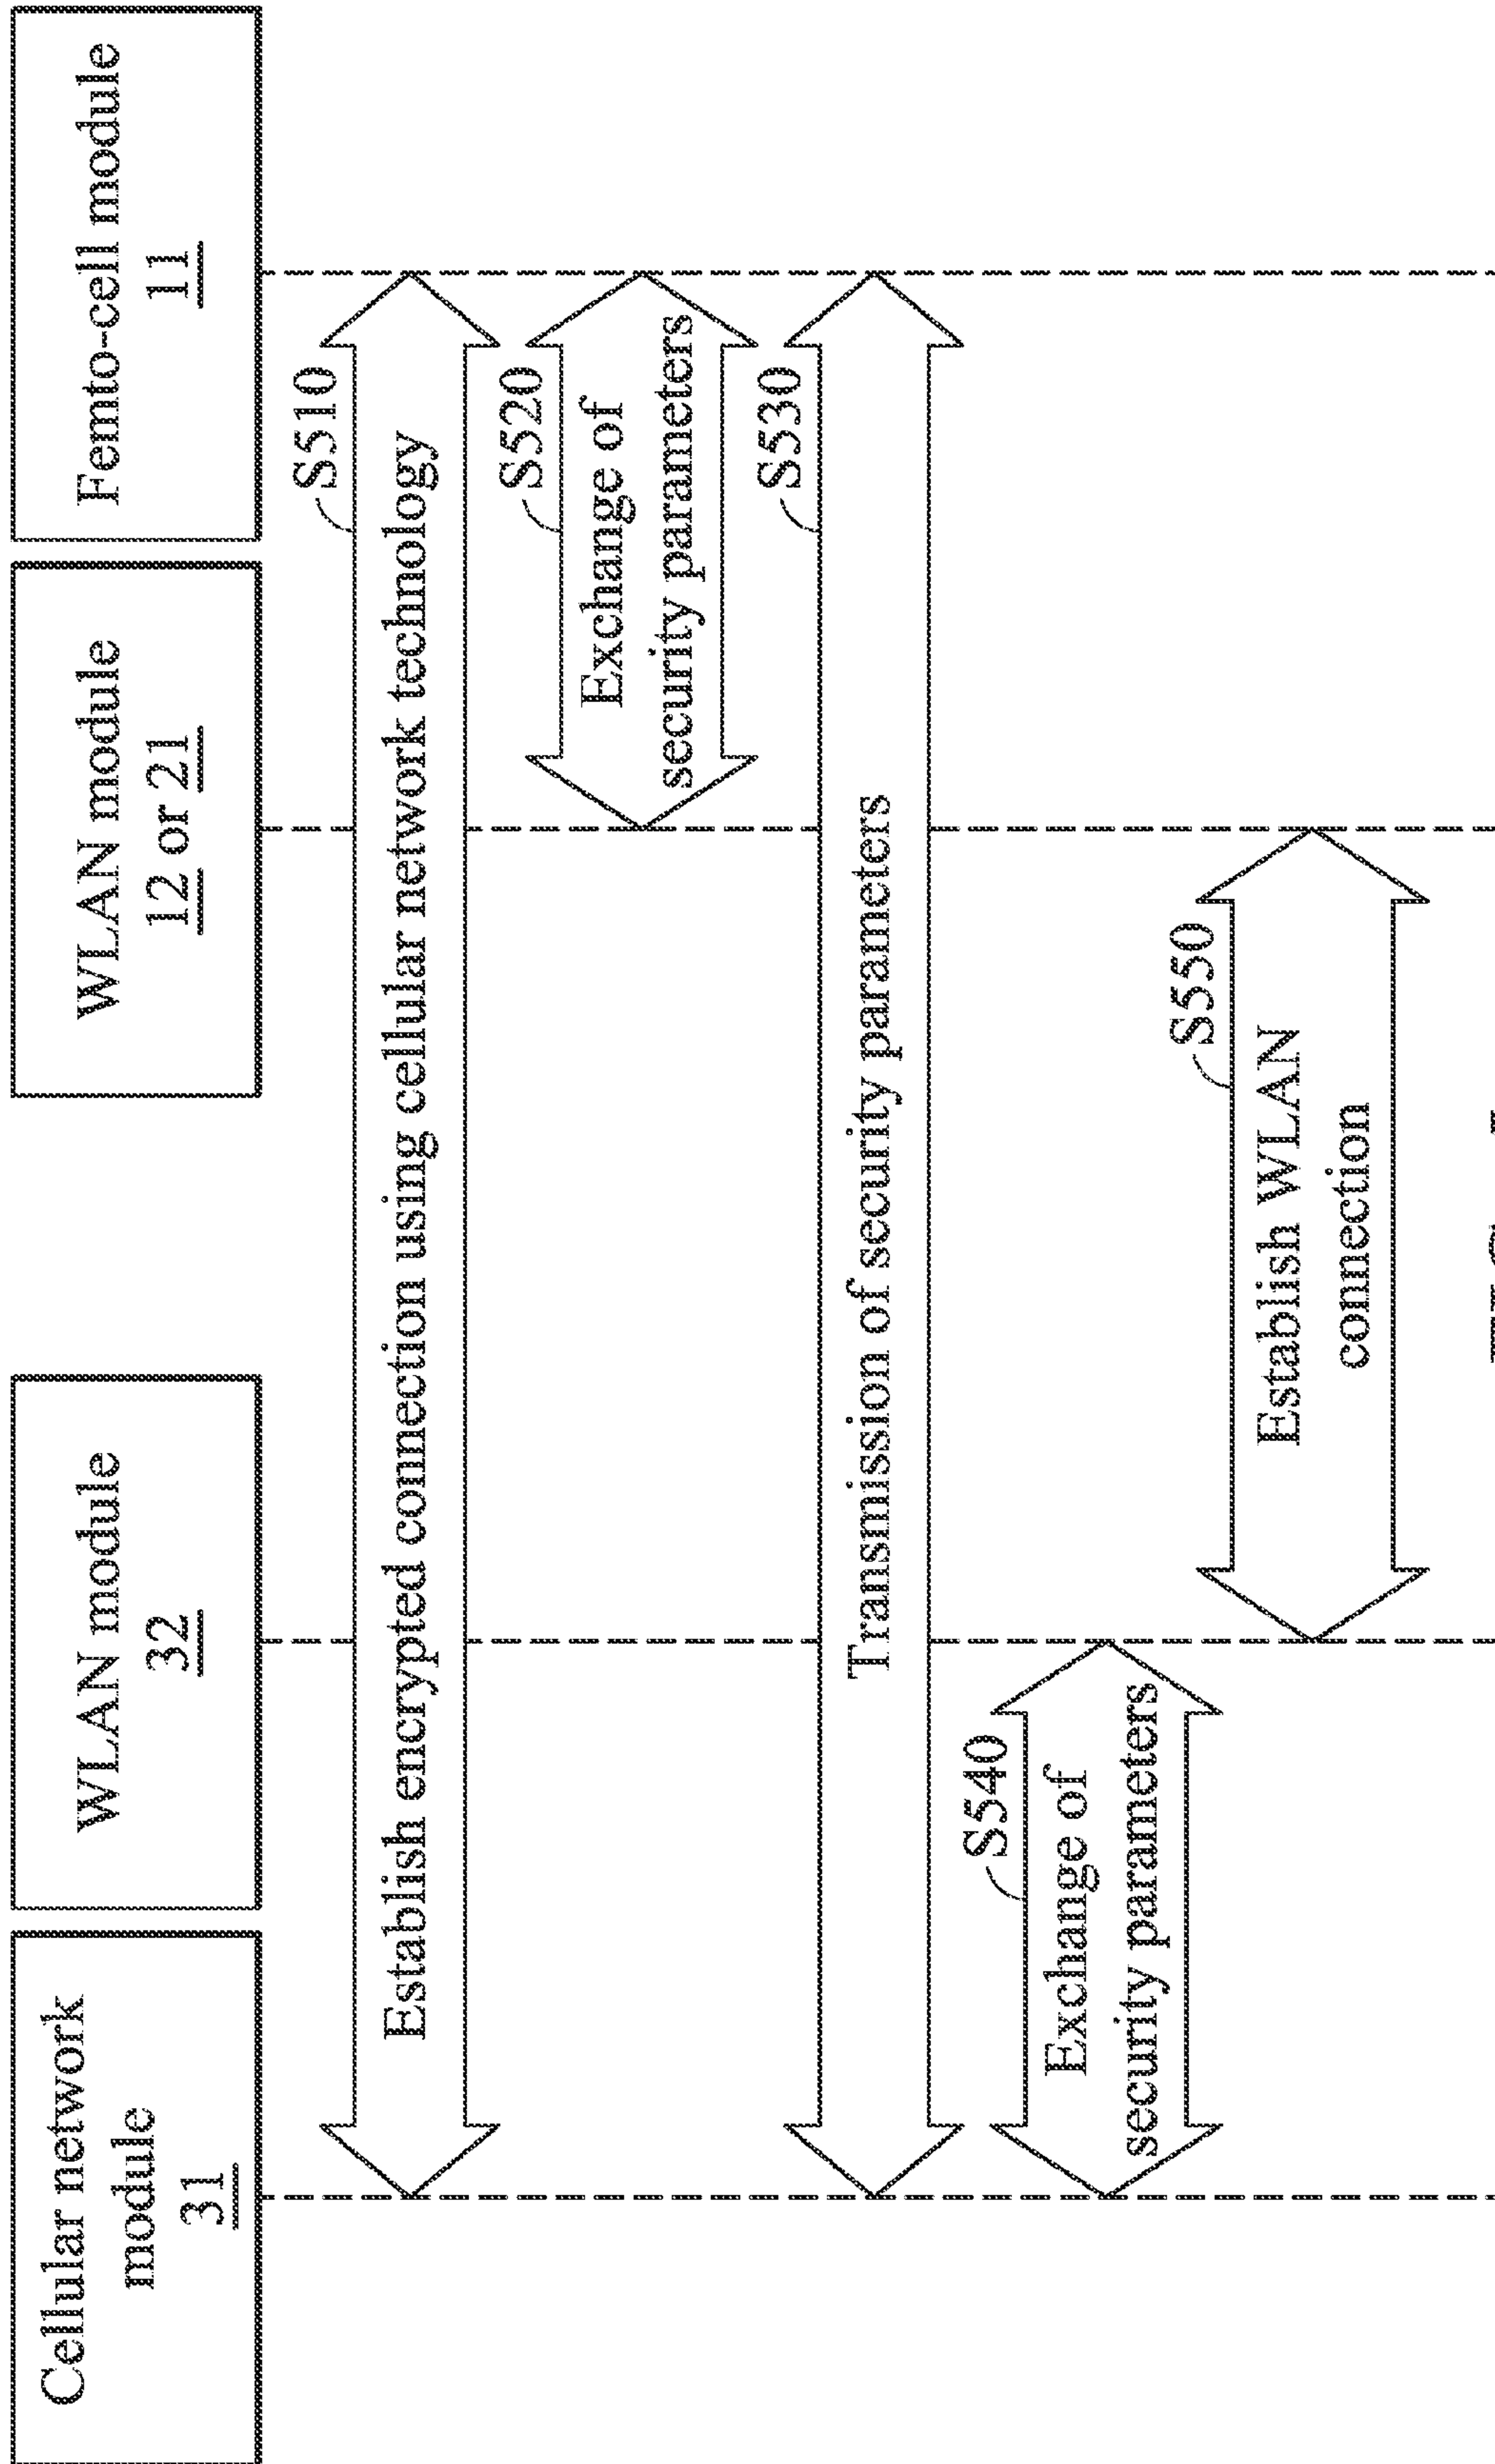 Cellular network
module
31
WLAN module
32
WLAN module
12 or 21
Femto-cell module
11
S510
Establish encrypted connection using cellular network technology
S520
Exchange of
security parameters
S530
Transmission of security parameters
S540
Exchange of
security parameters
S550
Establish WLAN
connection